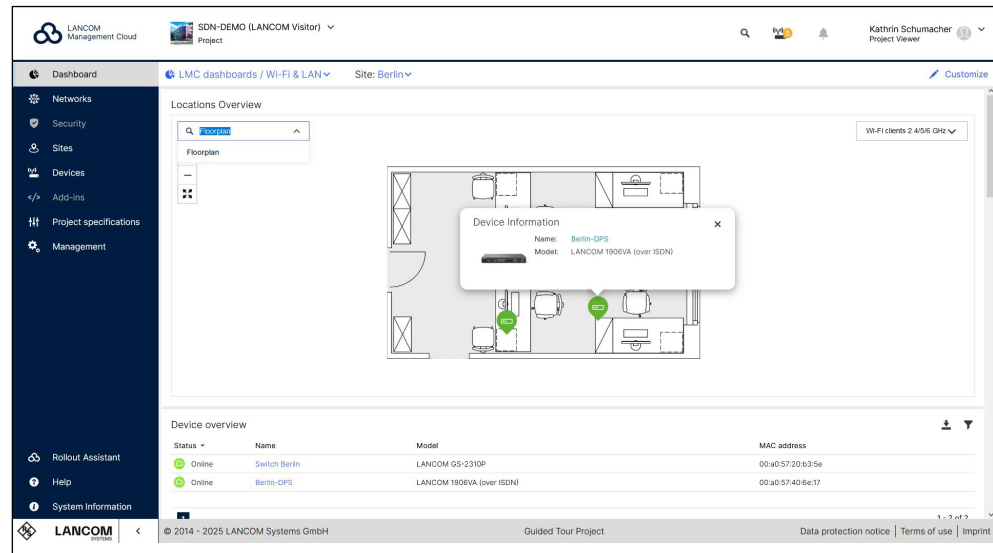 LANCOM
Management Cloud
SDN-DEMO (LANCOM Visitor)
Project
Kathrin Schumacher
Project Viewer
Dashboard
Networks
Security
Sites
Devices
Add-ins
Project specifications
Management
Rollout Assistant
Help
System Information
LMC dashboards / Wi-Fi & LAN
Site: Berlin
Customize
Locations Overview
Floorplan
Floorplan
Wi-Fi clients 2.4/5/6 GHz
Device Information
Name: Berlin-DPS
Model: LANCOM 1906VA (over ISDN)
Device overview
Status Name Model MAC address
Online Switch Berlin LANCOM GS-2310P 00:a0:57:20:b3:5e
Online Berlin-DPS LANCOM 1906VA (over ISDN) 00:a0:57:40:6e:17
1 - 2 of 2
LANCOM
SYSTEMS
© 2014 - 2025 LANCOM Systems GmbH
Guided Tour Project
Data protection notice | Terms of use | Imprint